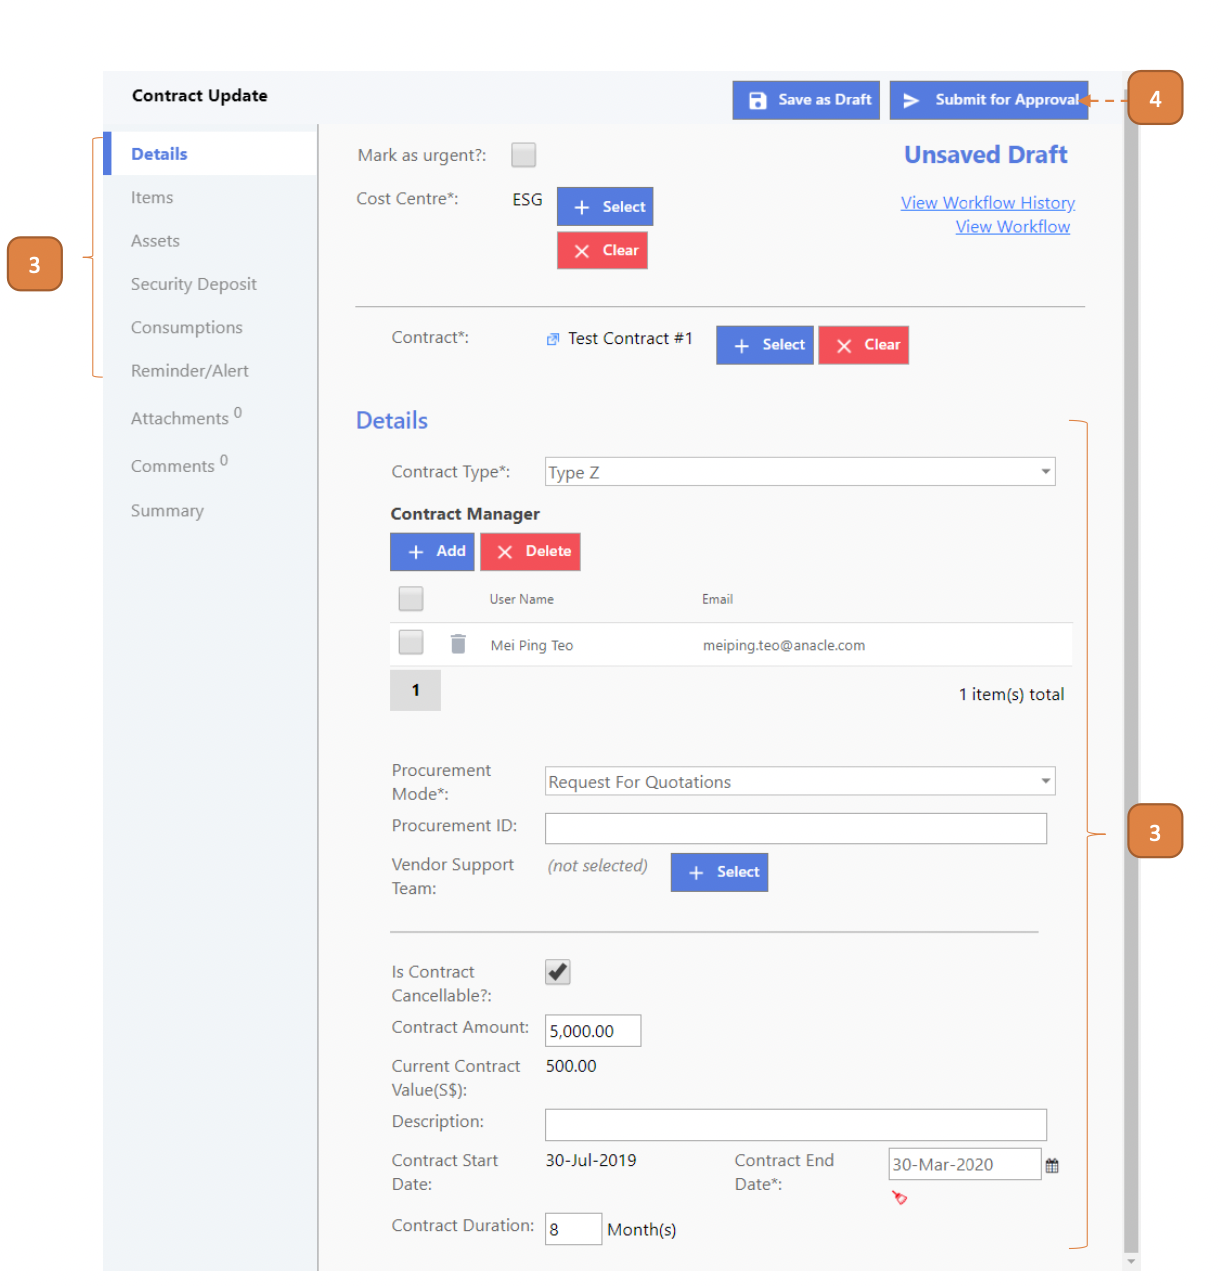 Contract Update
Save as Draft
Submit for Approval
4
3
Details
Items
Assets
Security Deposit
Consumptions
Reminder/Alert
Attachments 0
Comments 0
Summary
Mark as urgent?:
Unsaved Draft
Cost Centre*: ESG + Select
× Clear
View Workflow History
View Workflow
Contract*: Test Contract #1 + Select × Clear
Details
Contract Type*: Type Z
Contract Manager
+ Add × Delete
User Name Email
Mei Ping Teo meiping.teo@anacle.com
1
1 item(s) total
Procurement
Mode*:
Request For Quotations
Procurement ID:
3
Vendor Support
Team:
(not selected) + Select
Is Contract
Cancellable?:
Contract Amount: 5,000.00
Current Contract
Value(S$):
500.00
Description:
Contract Start
Date:
30-Jul-2019
Contract End
Date*:
30-Mar-2020
Contract Duration: 8 Month(s)